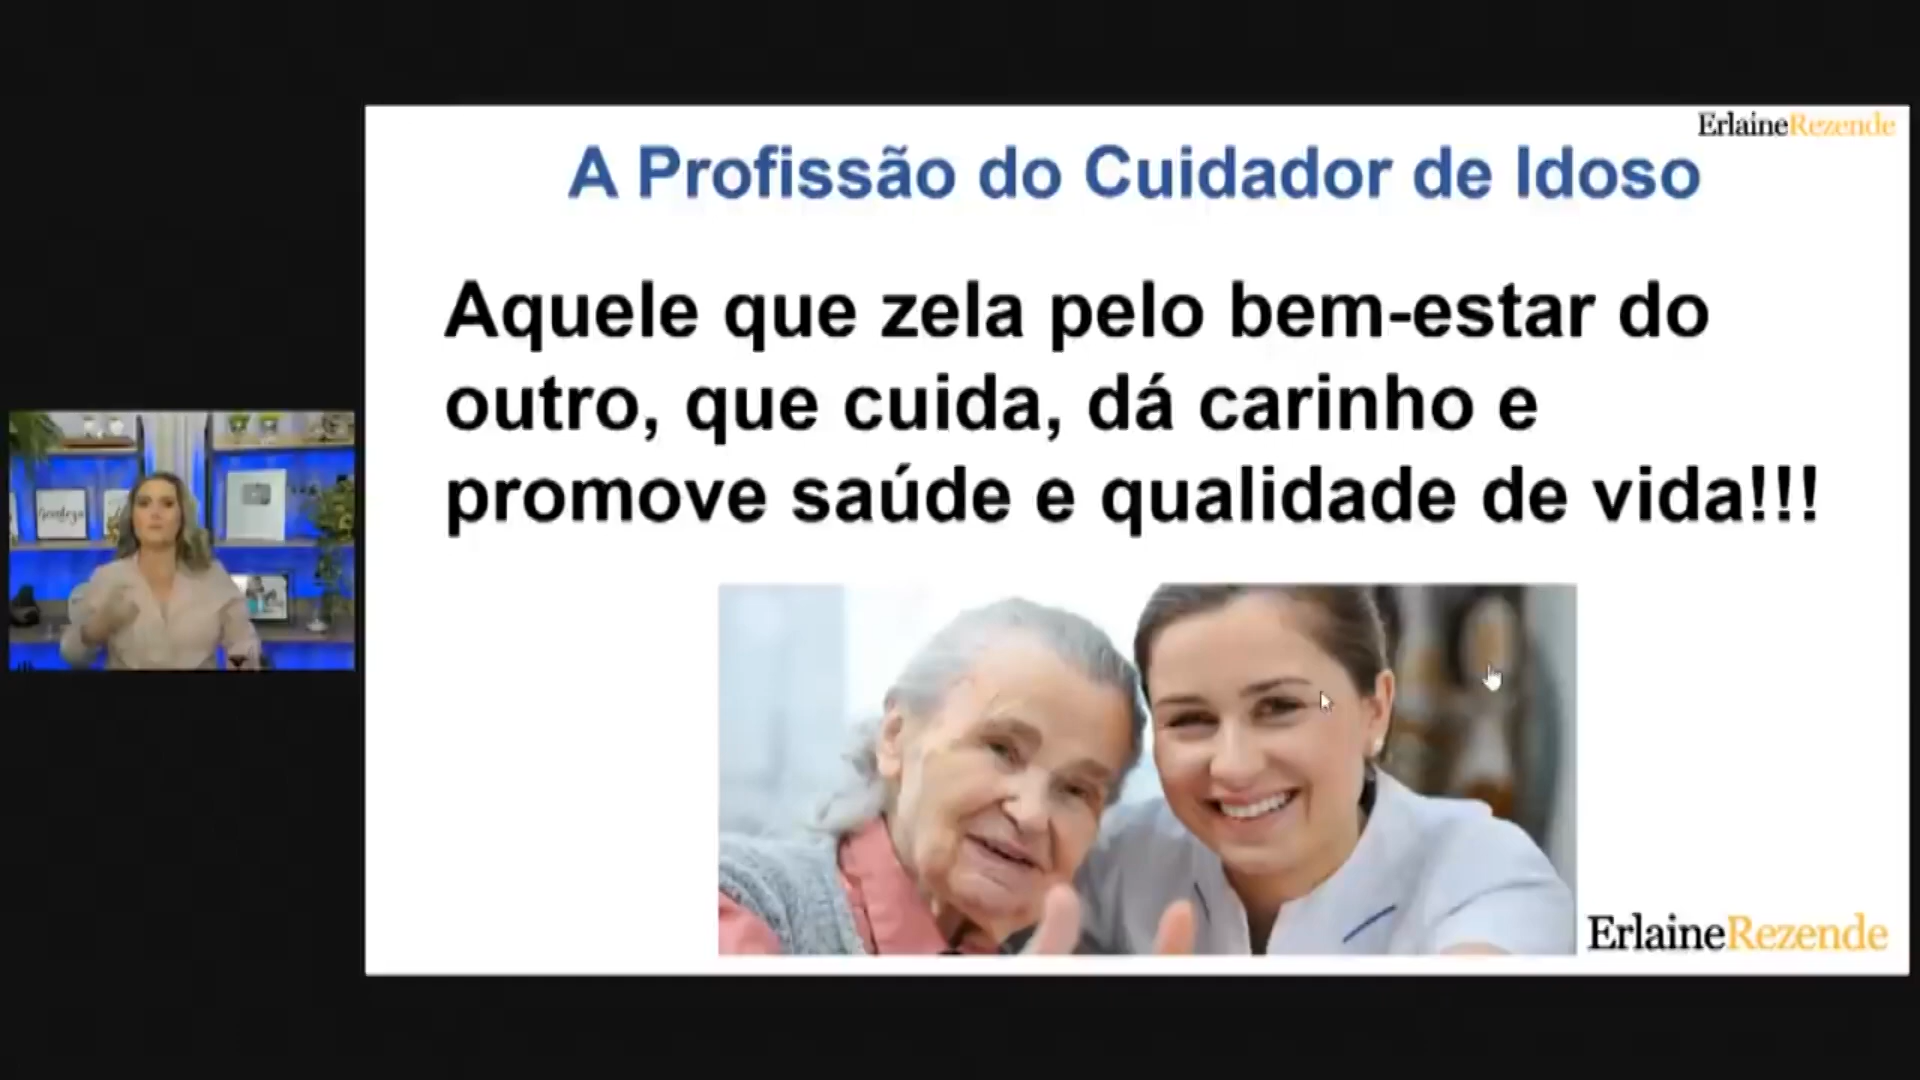 ErlaineRezende
A Profissão do Cuidador de Idoso
Aquele que zela pelo bem-estar do
outro, que cuida, dá carinho e
promove saúde e qualidade de vida!!!
ErlaineRezende